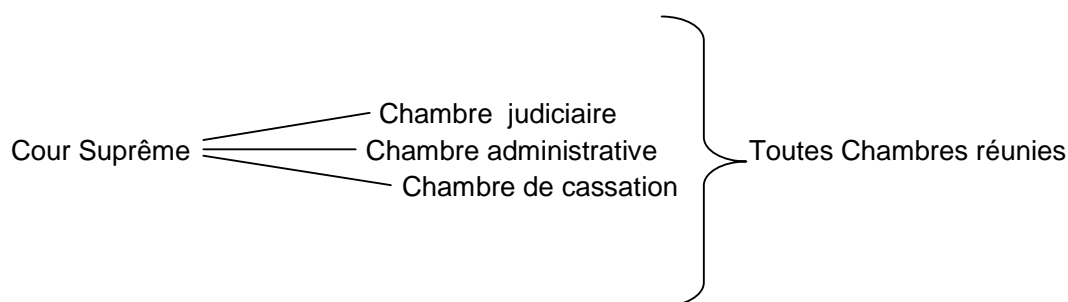 Chambre judiciaire
Cour Suprême Chambre administrative Toutes Chambres réunies
Chambre de cassation